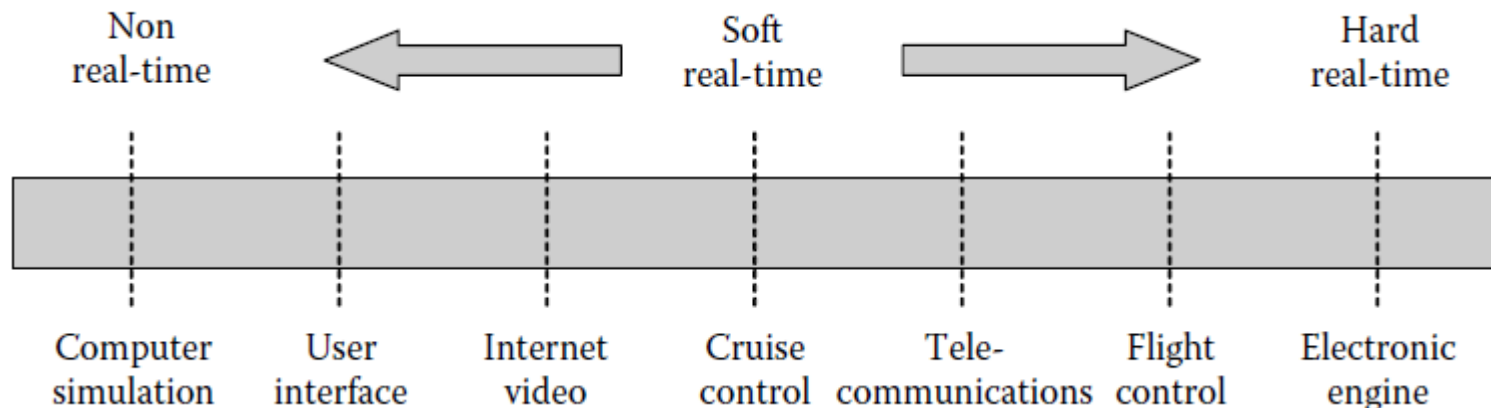 Non
real-time
Soft
real-time
Hard
real-time
Computer
simulation
User
interface
Internet
video
Cruise
control
Tele-
communications
Flight
control
Electronic
engine